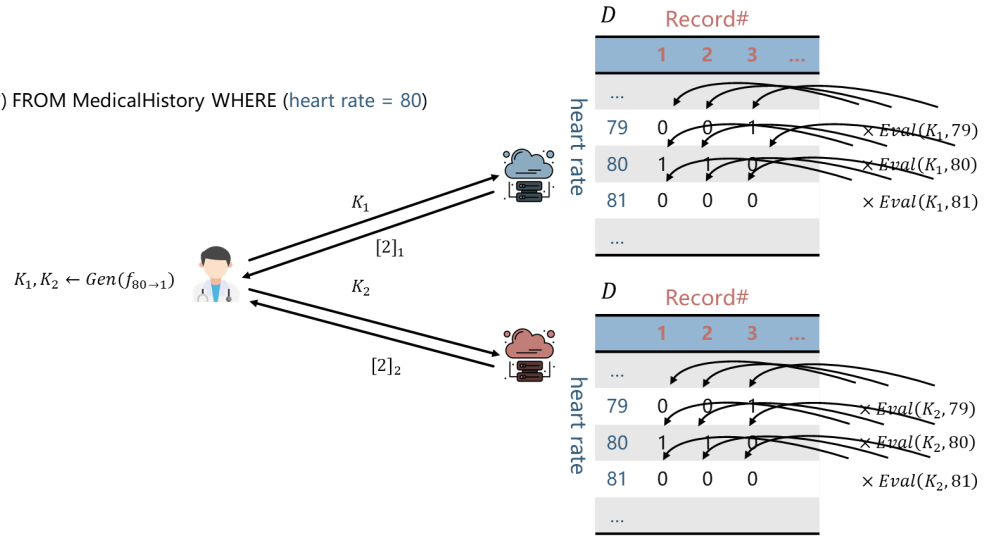 D Record#
1 2 3 ...
) FROM MedicalHistory WHERE (heart rate = 80)
heart rate
...
79 0 0 1 × Eval(K₁, 79)
80 1 1 0 × Eval(K₁, 80)
81 0 0 0 × Eval(K₁, 81)
...
K₁
[2]₁
K₁, K₂ ← Gen(f₈₀→₁)
K₂
[2]₂
D Record#
1 2 3 ...
heart rate
...
79 0 0 1 × Eval(K₂, 79)
80 1 1 0 × Eval(K₂, 80)
81 0 0 0 × Eval(K₂, 81)
...